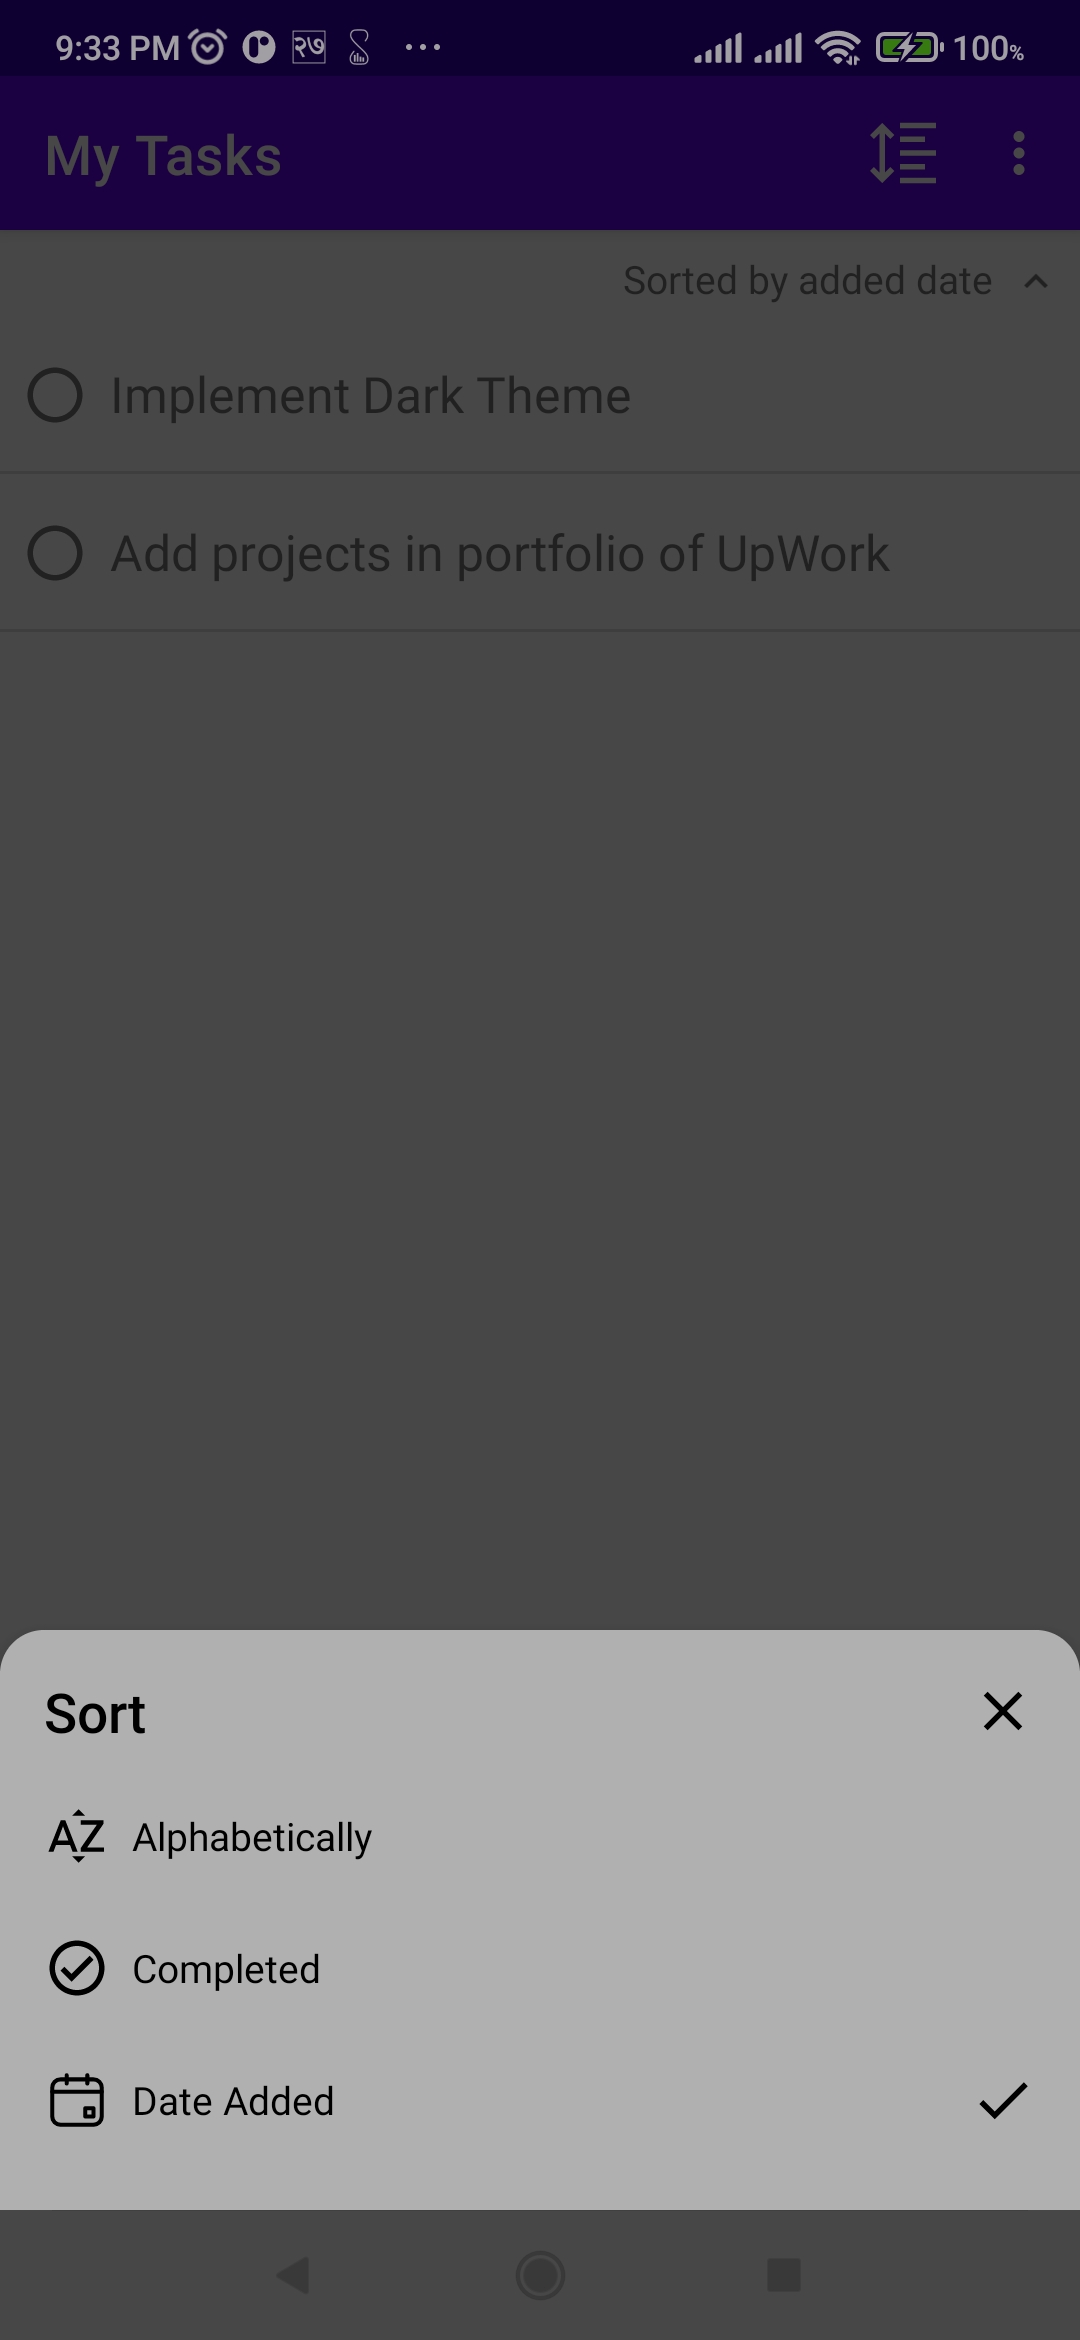 9:33 PM २७ 100%
My Tasks
Sorted by added date
Implement Dark Theme
Add projects in portfolio of UpWork
Sort
AZ Alphabetically
Completed
Date Added